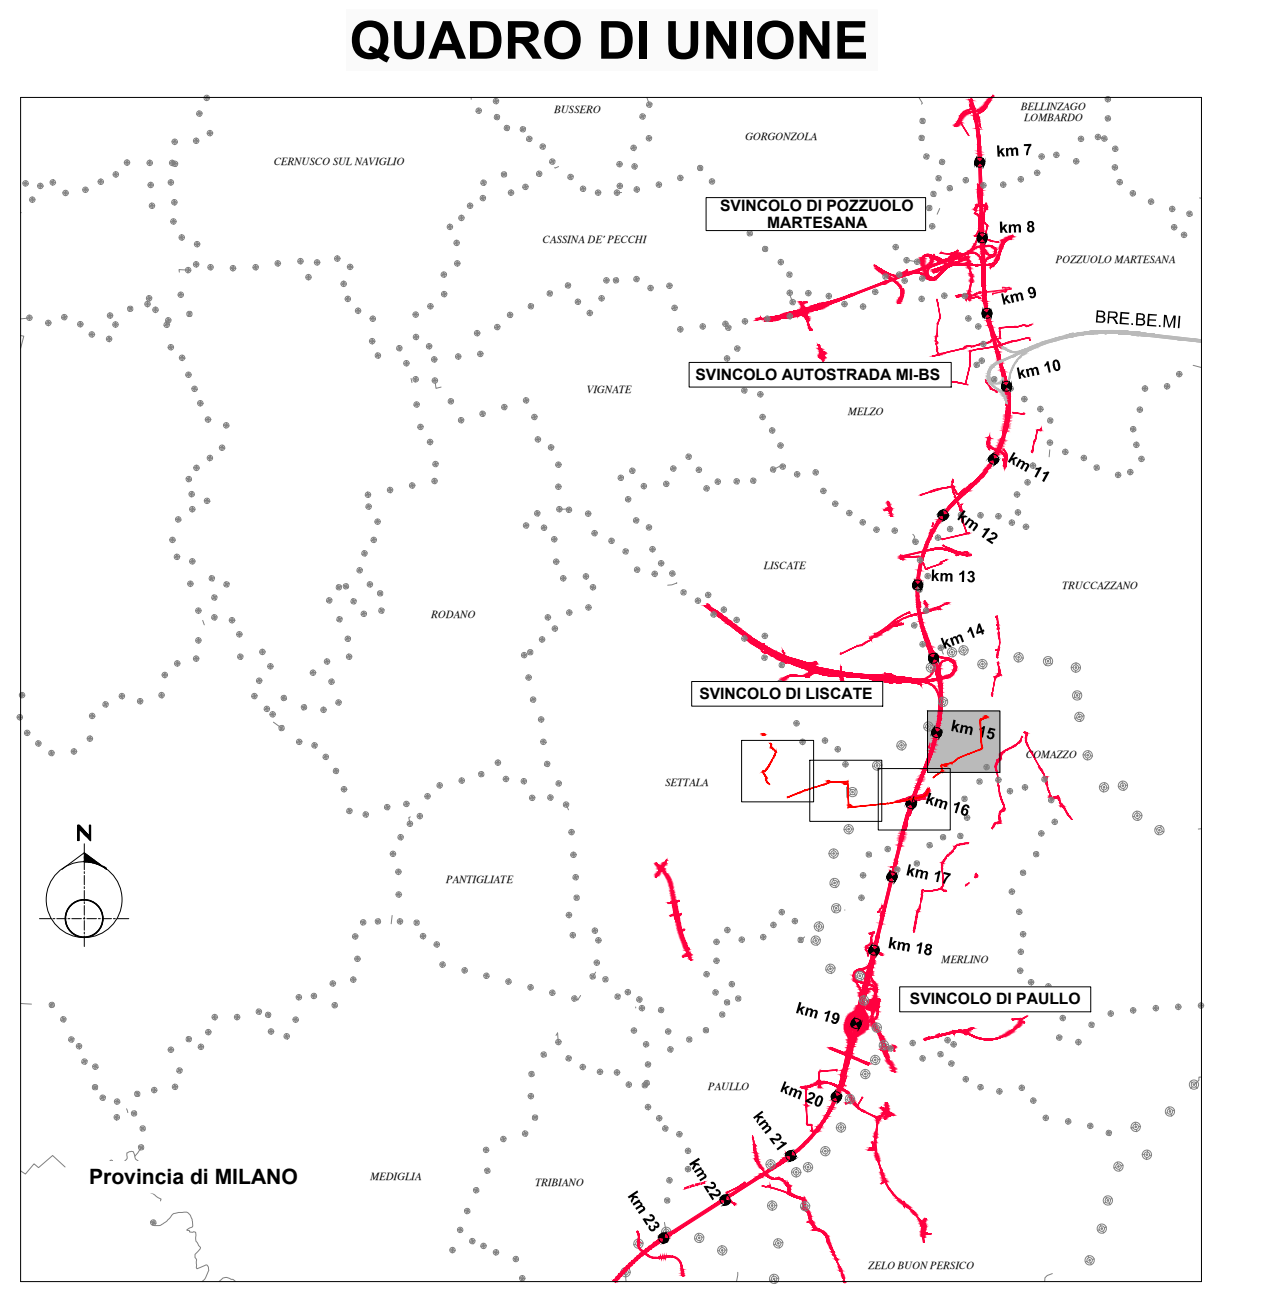 QUADRO DI UNIONE
BUSSERO
BELLINZAGO
LOMBARDO
GORGONZOLA
km 7
CERNUSCO SUL NAVIGLIO
SVINCOLO DI POZZUOLO
MARTESANA
km 8
CASSINA DE' PECCHI
POZZUOLO MARTESANA
km 9
BRE.BE.MI
SVINCOLO AUTOSTRADA MI-BS
km 10
VIGNATE
MELZO
km 11
km 12
LISCATE
km 13
TRUCCAZZANO
RODANO
km 14
SVINCOLO DI LISCATE
km 15
COMAZZO
SETTALA
km 16
N
PANTIGLIATE
km 17
km 18
MERLINO
SVINCOLO DI PAULLO
km 19
PAULLO
km 20
km 21
Provincia di MILANO
MEDIGLIA
TRIBIANO
km 22
km 23
ZELO BUON PERSICO